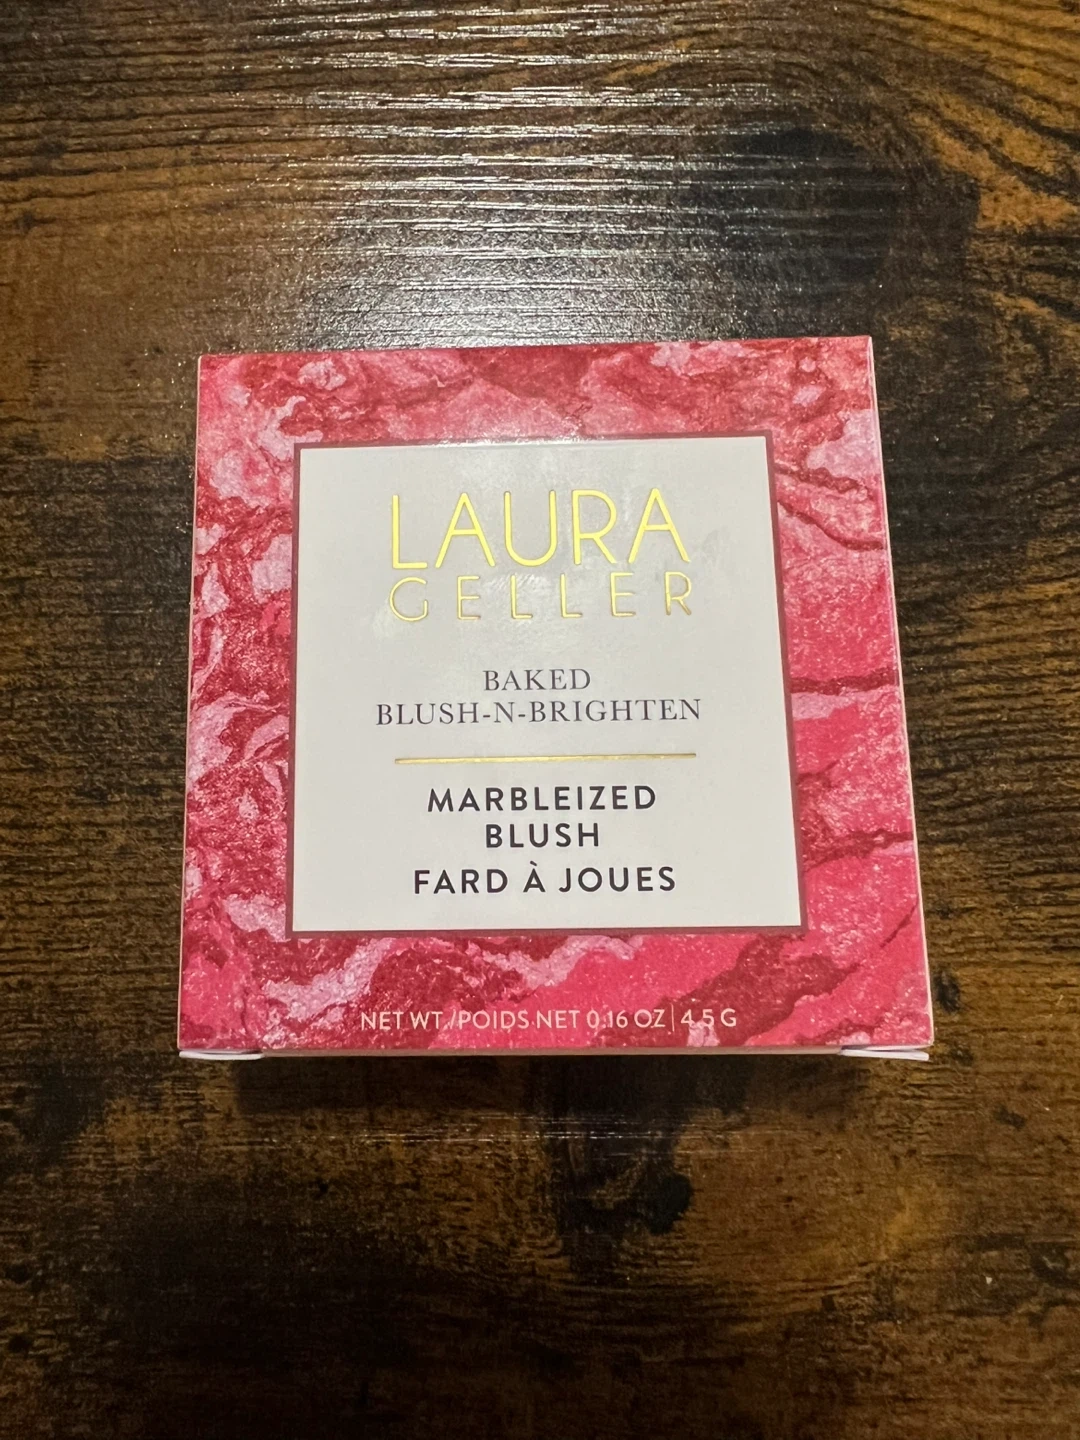 LAURA
GELLER
BAKED
BLUSH-N-BRIGHTEN
MARBLEIZED
BLUSH
FARD À JOUES
NET WT./POIDS NET 0.16 OZ | 4.5 G